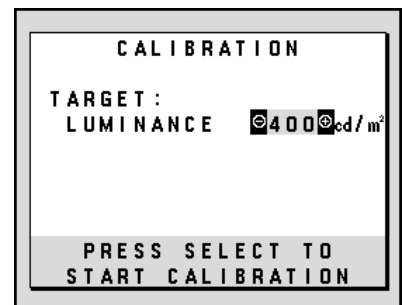 CALIBRATION
TARGET:
LUMINANCE ⊖400⊕cd/m²
PRESS SELECT TO
START CALIBRATION